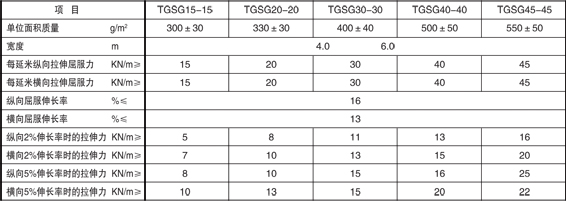 项 目 TGSG15-15 TGSG20-20 TGSG30-30 TGSG40-40 TGSG45-45
单位面积质量 g/m² 300±30 330±30 400±40 500±50 550±50
宽度 m 4.0 6.0
每延米纵向拉伸屈服力 KN/m≥ 15 20 30 40 45
每延米横向拉伸屈服力 KN/m≥ 15 20 30 40 45
纵向屈服伸长率 %≤ 16
横向屈服伸长率 %≤ 13
纵向2%伸长率时的拉伸力 KN/m≥ 5 8 11 13 16
横向2%伸长率时的拉伸力 KN/m≥ 7 10 13 15 20
纵向5%伸长率时的拉伸力 KN/m≥ 8 10 15 16 25
横向5%伸长率时的拉伸力 KN/m≥ 10 13 15 20 22